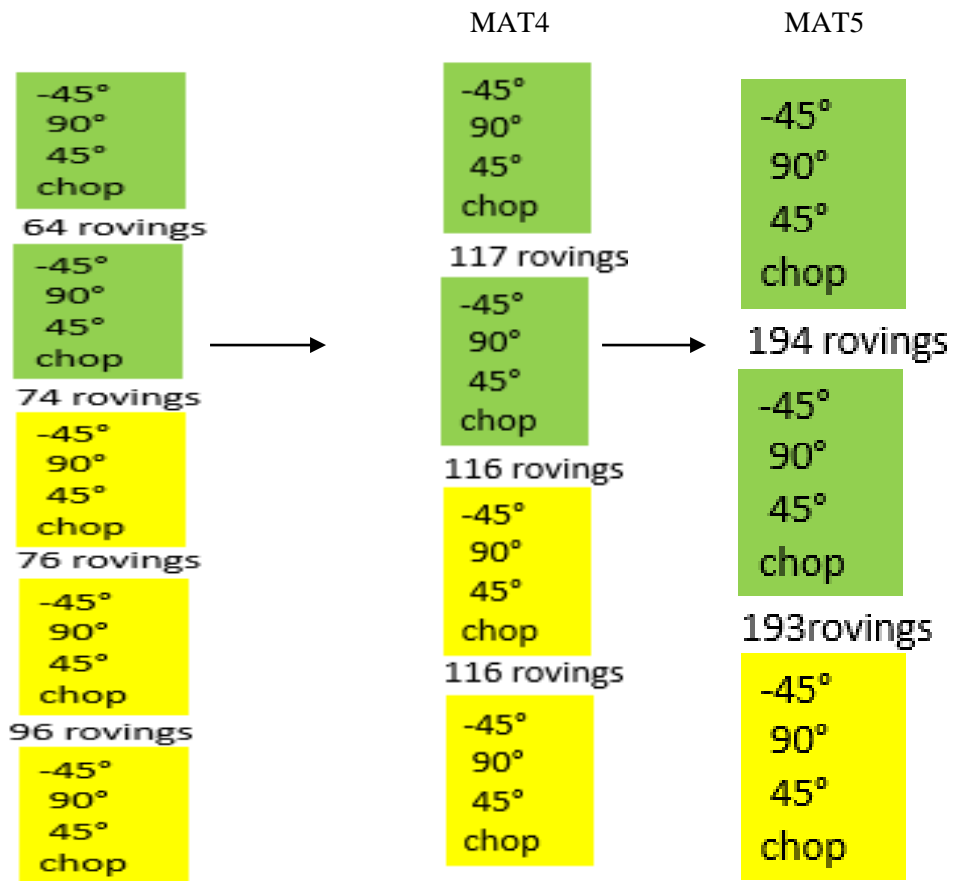 MAT4
MAT5
-45°
90°
45°
chop
64 rovings
-45°
90°
45°
chop
74 rovings
-45°
90°
45°
chop
76 rovings
-45°
90°
45°
chop
96 rovings
-45°
90°
45°
chop
-45°
90°
45°
chop
117 rovings
-45°
90°
45°
chop
116 rovings
-45°
90°
45°
chop
116 rovings
-45°
90°
45°
chop
-45°
90°
45°
chop
194 rovings
-45°
90°
45°
chop
193rovings
-45°
90°
45°
chop